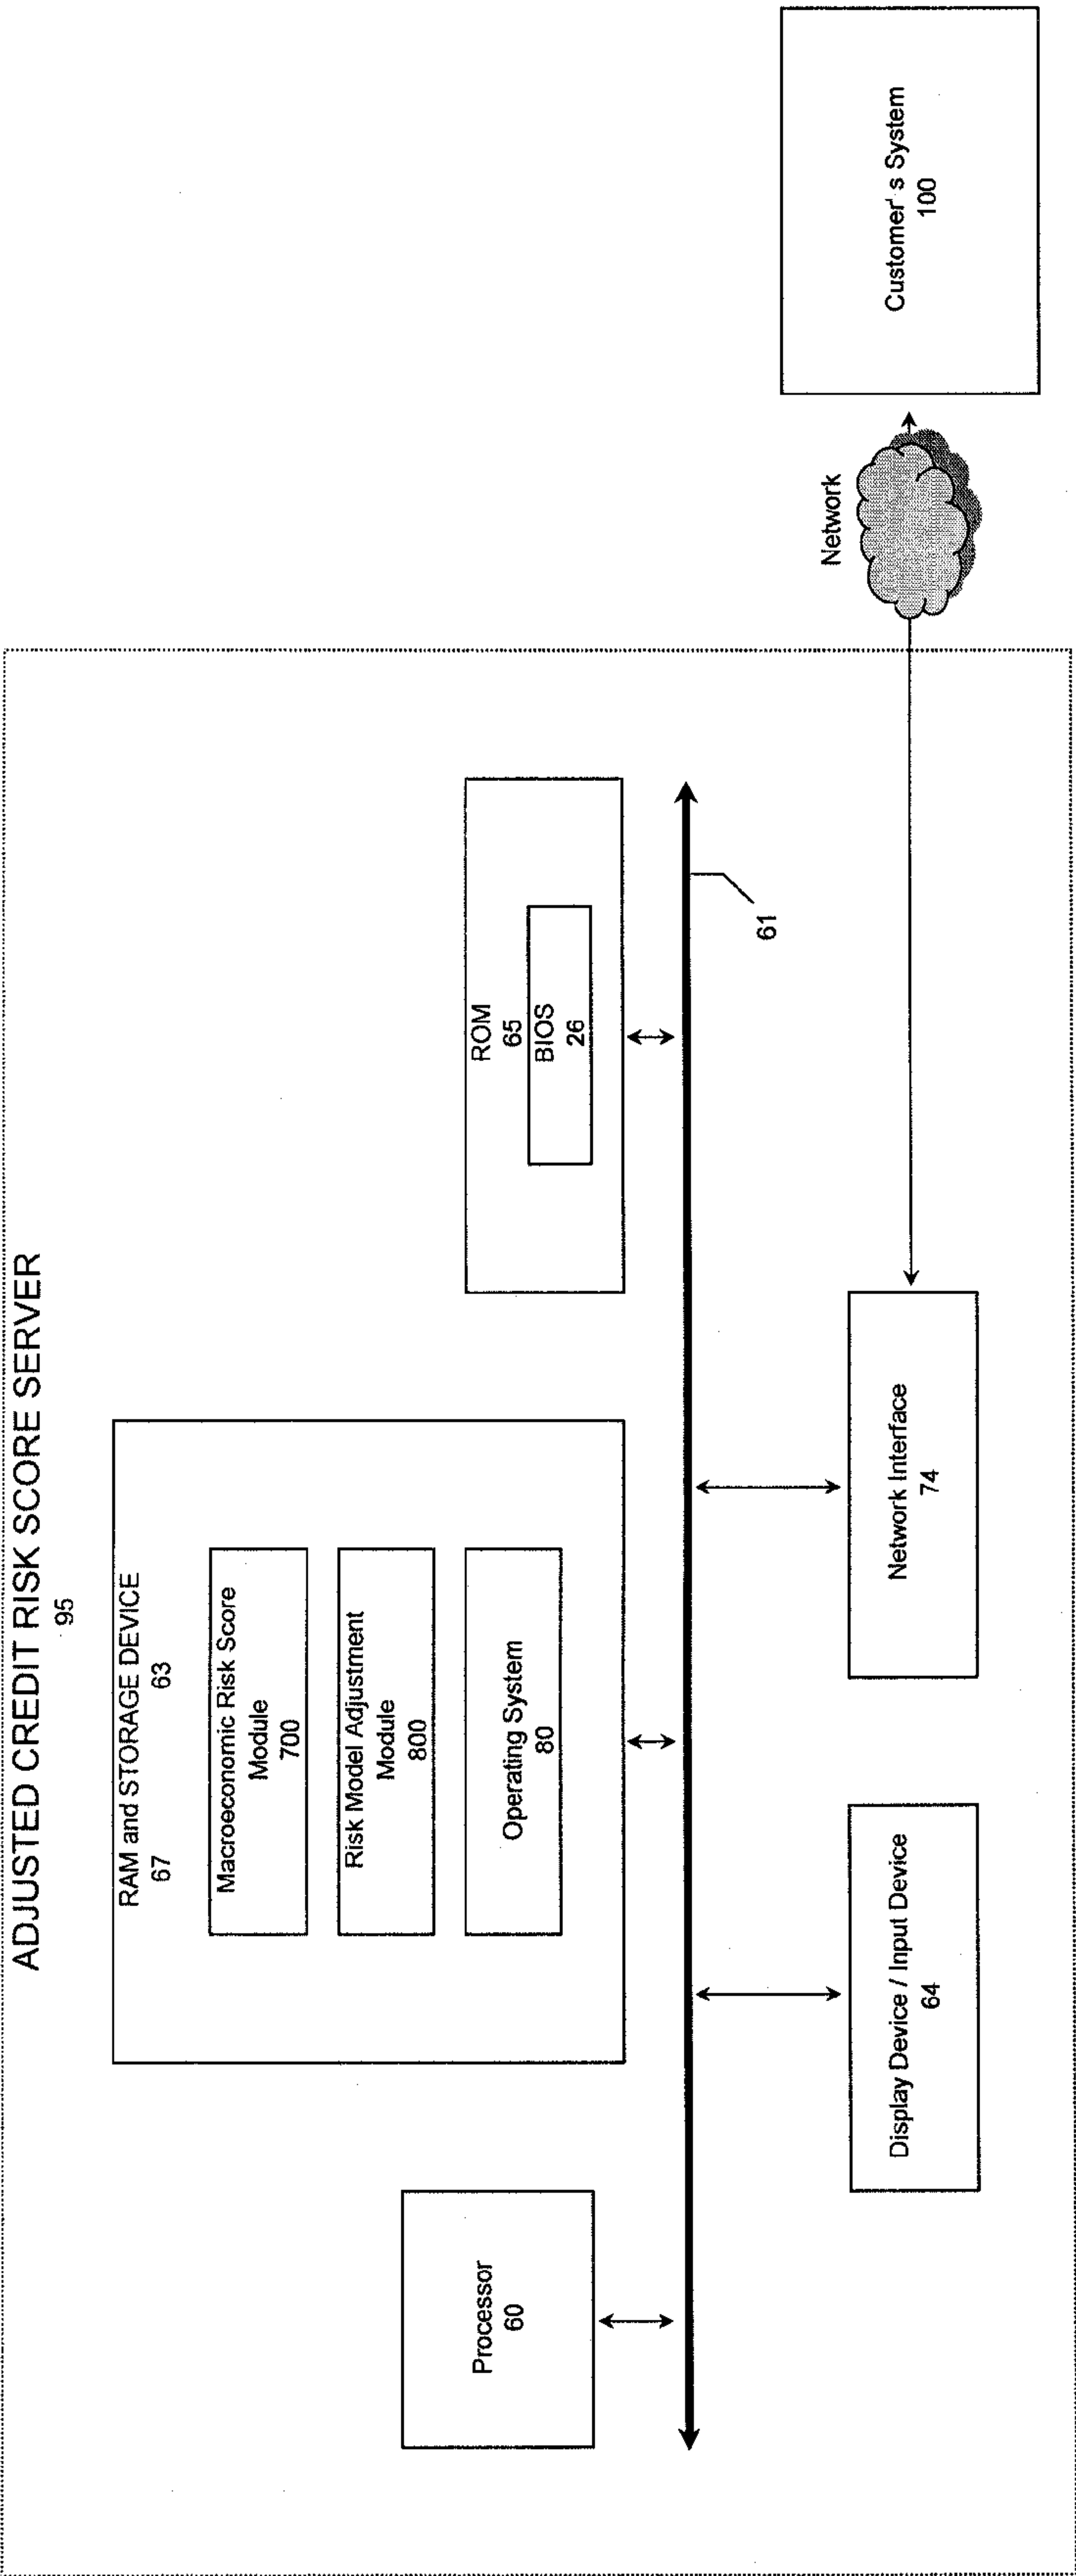 ADJUSTED CREDIT RISK SCORE SERVER
95
RAM and STORAGE DEVICE
67 63
Macroeconomic Risk Score
Module
700
Risk Model Adjustment
Module
800
Operating System
80
Processor
60
ROM
65
BIOS
26
61
Display Device / Input Device
64
Network Interface
74
Network
Customer's System
100